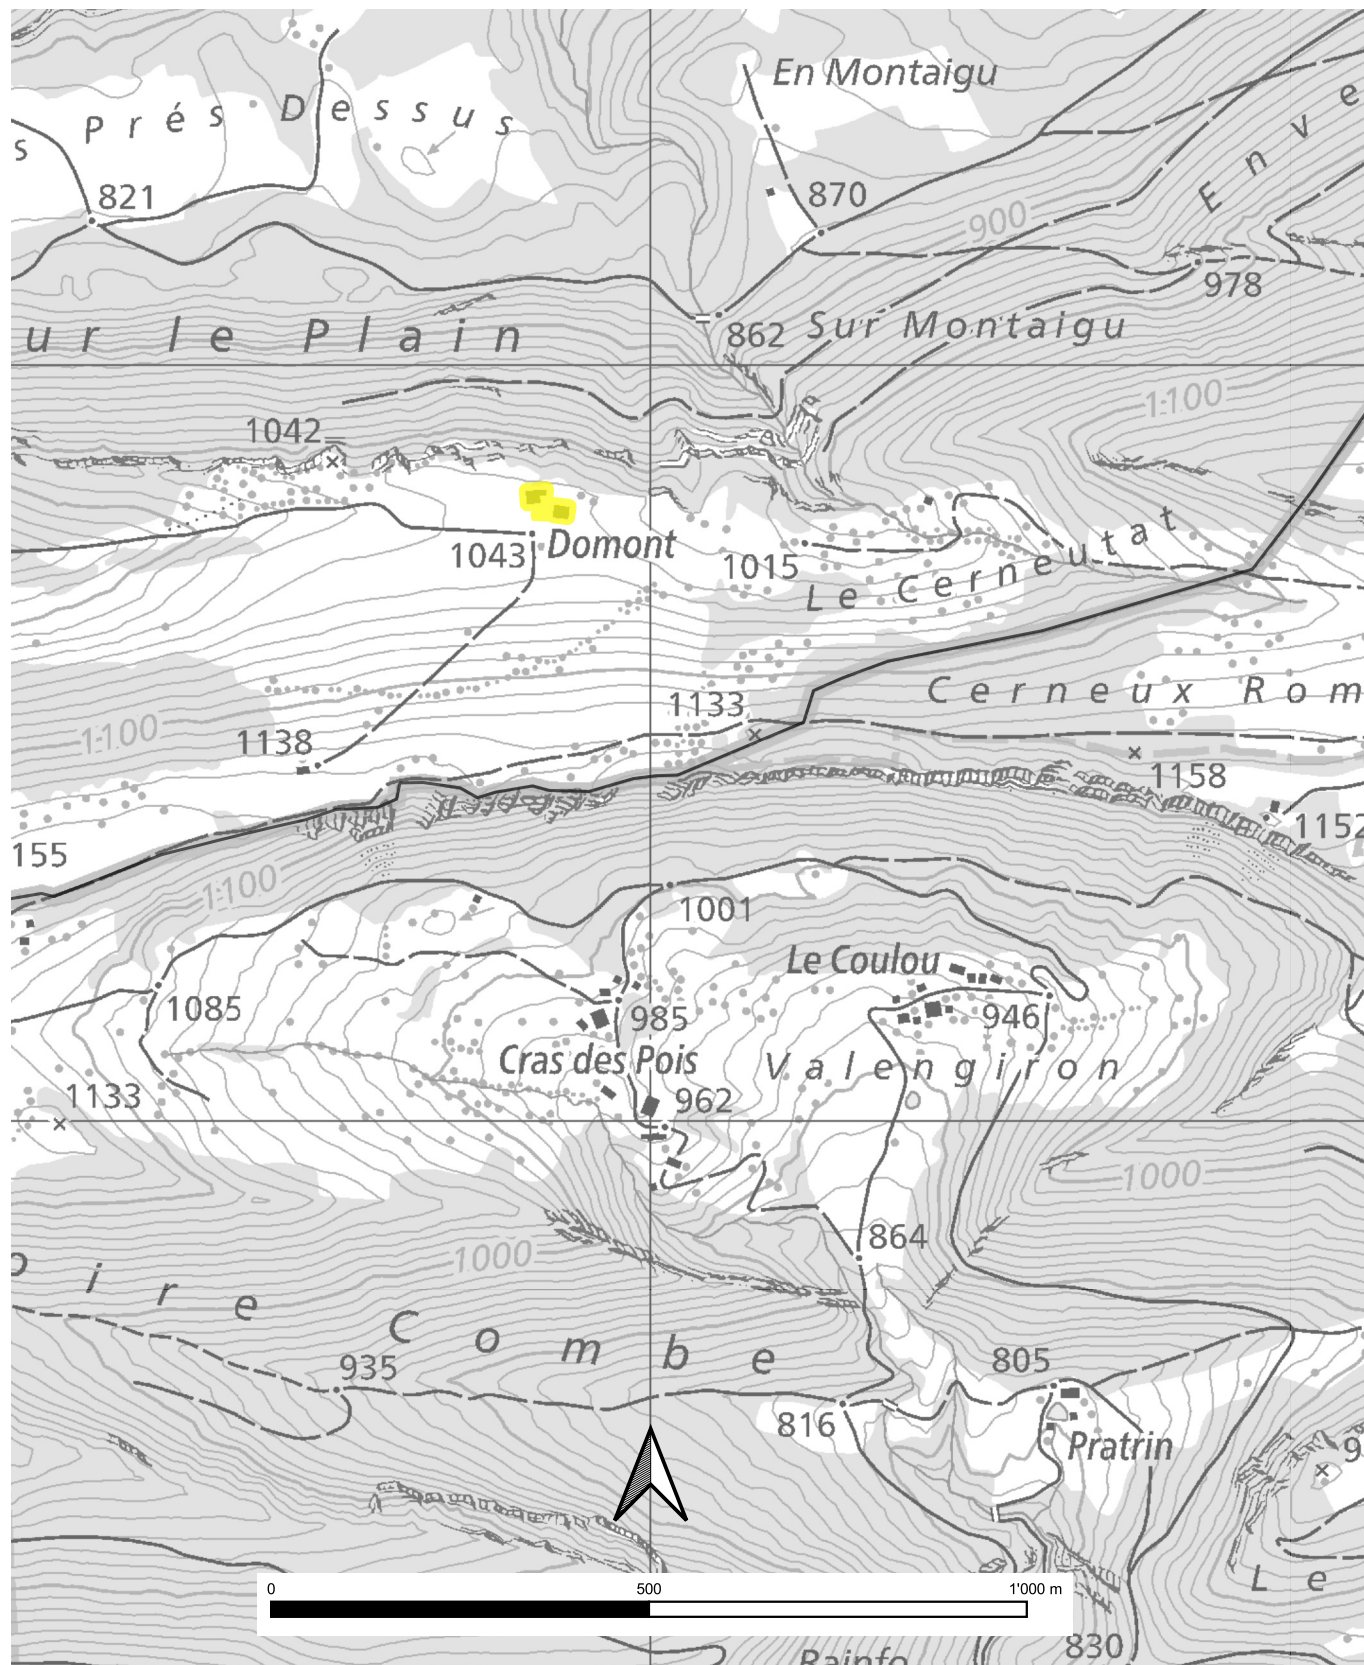 En Montaigu
Prés Dessus
s
Enve
821
870
900
978
ur le Plain
862
Sur Montaigu
1100
1042
1043
Domont
1015
Le Cerneutat
Cerneux Rom
1133
1100
1138
1158
1152
155
1100
1001
Le Coulou
1085
985
946
Cras des Pois
Valengiron
1133
962
1000
864
1000
oire Combe
935
805
816
Pratrin
9
Le
0 500 1'000 m
830
Rainfo